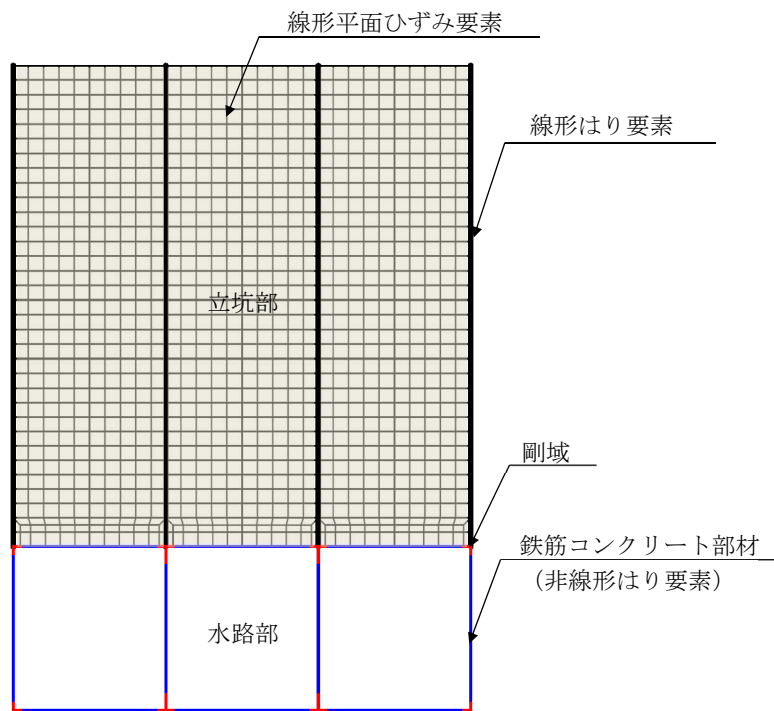 線形平面ひずみ要素
線形はり要素
立坑部
剛域
鉄筋コンクリート部材
（非線形はり要素）
水路部